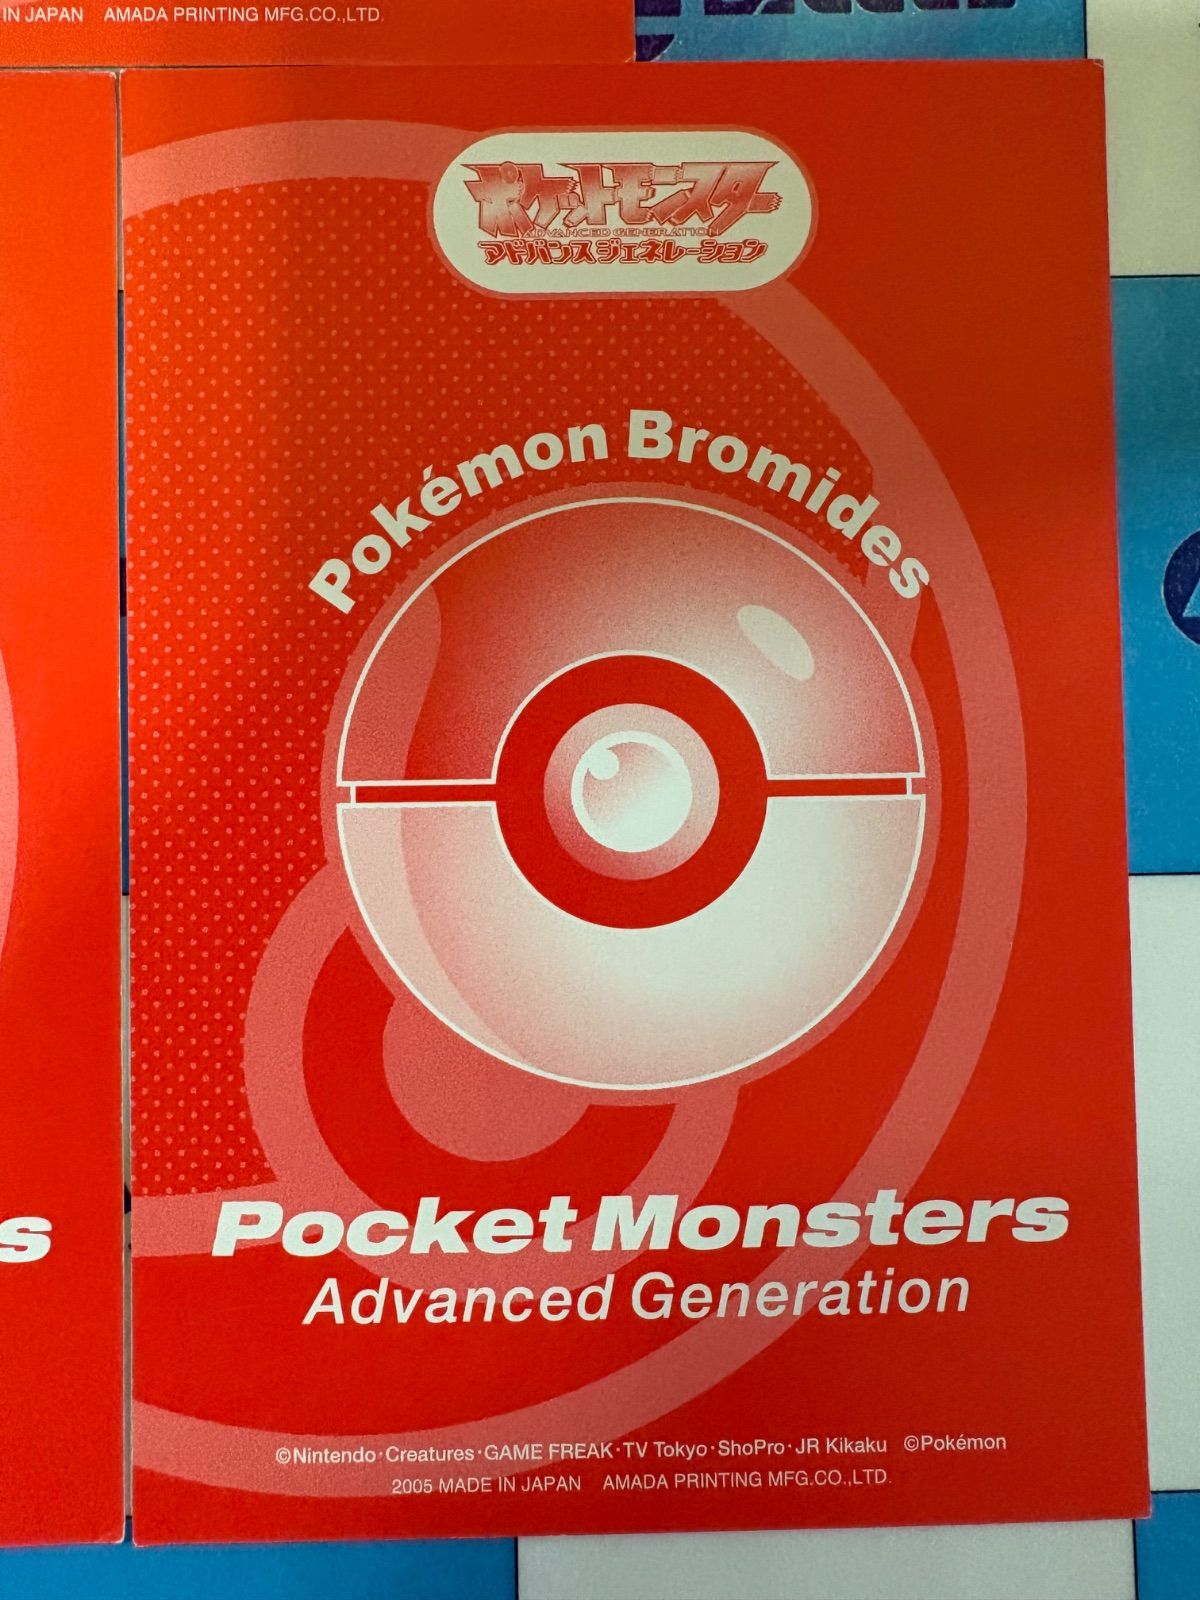 IN JAPAN AMADA PRINTING MFG.CO.,LTD.
ポケットモンスター
ADVANCED GENERATION
アドバンスジェネレーション
Pokémon Bromides
s
Pocket Monsters
Advanced Generation
©Nintendo・Creatures・GAME FREAK・TV Tokyo・ShoPro・JR Kikaku ©Pokémon
2005 MADE IN JAPAN AMADA PRINTING MFG.CO.,LTD.